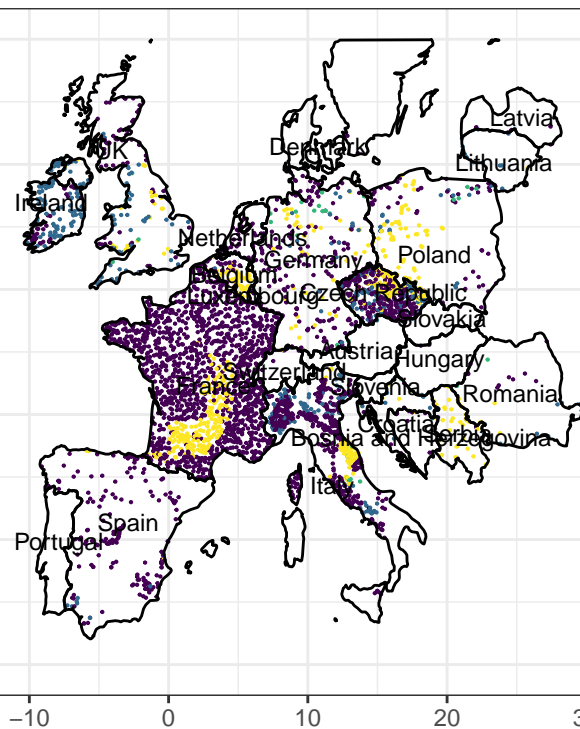 Latvia
Denmark
UK
Lithuania
Ireland
Netherlands
Germany
Poland
Belgium
Luxembourg
Czech Republic
Slovakia
Austria
Hungary
Switzerland
France
Slovenia
Romania
Croatia
Serbia
Bosnia and Herzegovina
Italy
Spain
Portugal
−10 0 10 20 3